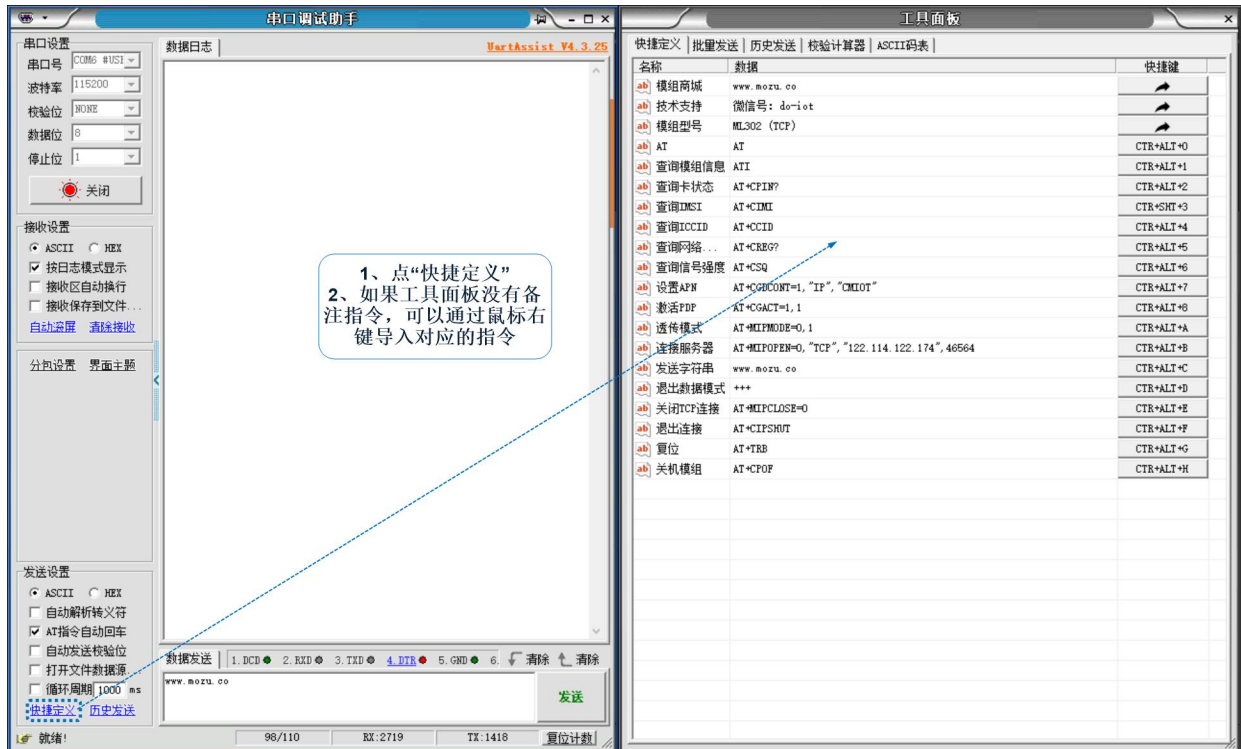 串口调试助手
串口设置
串口号 COM6 #USI
波特率 115200
校验位 NONE
数据位 8
停止位 1
关闭
接收设置
ASCII HEX
按日志模式显示
接收区自动换行
接收保存到文件...
自动滚屏 清除接收
分包设置 界面主题
发送设置
ASCII HEX
自动解析转义符
AT指令自动回车
自动发送校验位
打开文件数据源...
循环周期 1000 ms
快捷定义 历史发送
数据日志
UartAssist V4.3.25
1、点“快捷定义”
2、如果工具面板没有备
注指令，可以通过鼠标右
键导入对应的指令
数据发送 1.DCD 2.RXD 3.TXD 4.DTR 5.GND 6. 清除 清除
www.mozu.co
发送
就绪! 98/110 RX:2719 TX:1418 复位计数
工具面板
快捷定义 批量发送 历史发送 校验计算器 ASCII码表
名称 数据 快捷键
模组商城 www.mozu.co
技术支持 微信号: do-iot
模组型号 ML302 (TCP)
AT AT CTR+ALT+0
查询模组信息 ATI CTR+ALT+1
查询卡状态 AT+CPIN? CTR+ALT+2
查询IMSI AT+CIMI CTR+SHT+3
查询ICCID AT+CCID CTR+ALT+4
查询网络... AT+CREG? CTR+ALT+5
查询信号强度 AT+CSQ CTR+ALT+6
设置APN AT+CGDCONT=1,"IP","CMIOT" CTR+ALT+7
激活PDP AT+CGACT=1,1 CTR+ALT+8
透传模式 AT+MIPMODE=0,1 CTR+ALT+A
连接服务器 AT+MIPOPEN=0,"TCP","122.114.122.174",46564 CTR+ALT+B
发送字符串 www.mozu.co CTR+ALT+C
退出数据模式 +++ CTR+ALT+D
关闭TCP连接 AT+MIPCLOSE=0 CTR+ALT+E
退出连接 AT+CIPSHUT CTR+ALT+F
复位 AT+TRB CTR+ALT+G
关机模组 AT+CPOF CTR+ALT+H